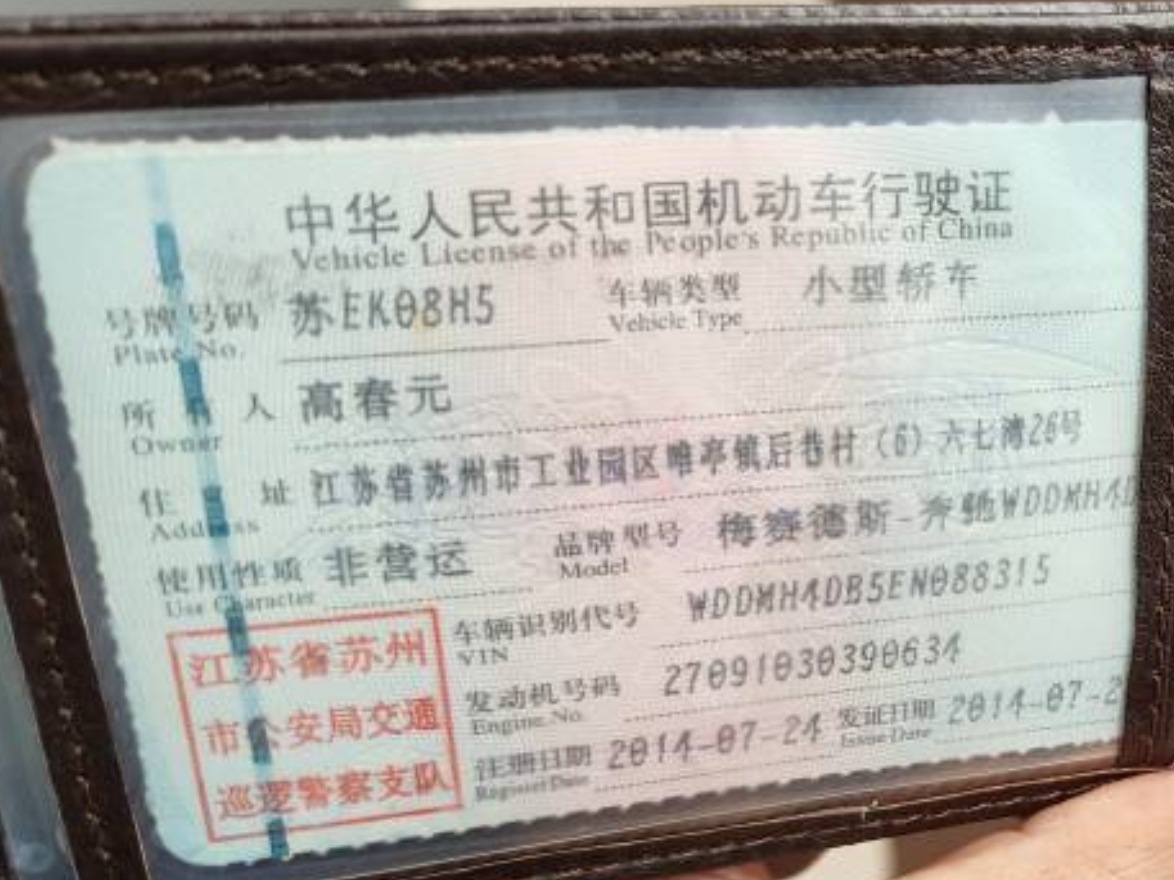 中华人民共和国机动车行驶证
Vehicle License of the People's Republic of China
号牌号码 苏EK08H5 车辆类型 小型轿车
Plate No. Vehicle Type
所有人 高春元
Owner
住址 江苏省苏州市工业园区唯亭镇后巷村(6)六七湾26号
Address
使用性质 非营运 品牌型号 梅赛德斯-奔驰WDDMH4D
Use Character Model
车辆识别代号 WDDMH4DB5EN088315
VIN
发动机号码 27091030390634
Engine No.
注册日期 2014-07-24 发证日期 2014-07-2
Register Date Issue Date
江苏省苏州
市公安局交通
巡逻警察支队